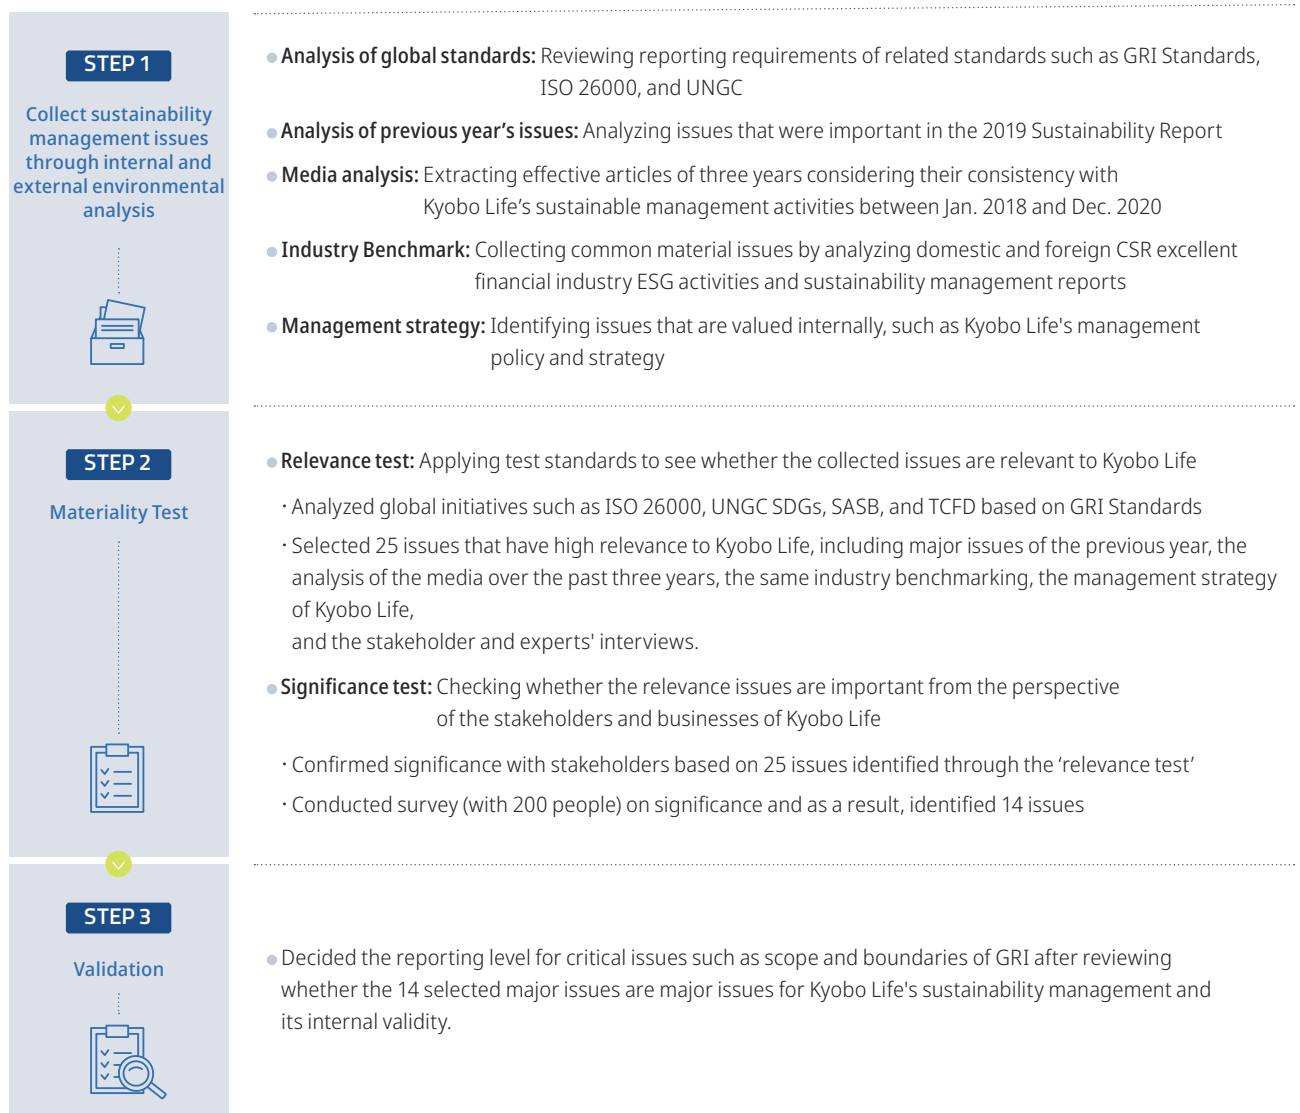 STEP 1
Collect sustainability
management issues
through internal and
external environmental
analysis
Analysis of global standards: Reviewing reporting requirements of related standards such as GRI Standards,
ISO 26000, and UNGC
Analysis of previous year's issues: Analyzing issues that were important in the 2019 Sustainability Report
Media analysis: Extracting effective articles of three years considering their consistency with
Kyobo Life's sustainable management activities between Jan. 2018 and Dec. 2020
Industry Benchmark: Collecting common material issues by analyzing domestic and foreign CSR excellent
financial industry ESG activities and sustainability management reports
Management strategy: Identifying issues that are valued internally, such as Kyobo Life's management
policy and strategy
STEP 2
Materiality Test
Relevance test: Applying test standards to see whether the collected issues are relevant to Kyobo Life
· Analyzed global initiatives such as ISO 26000, UNGC SDGs, SASB, and TCFD based on GRI Standards
· Selected 25 issues that have high relevance to Kyobo Life, including major issues of the previous year, the
analysis of the media over the past three years, the same industry benchmarking, the management strategy
of Kyobo Life,
and the stakeholder and experts' interviews.
Significance test: Checking whether the relevance issues are important from the perspective
of the stakeholders and businesses of Kyobo Life
· Confirmed significance with stakeholders based on 25 issues identified through the 'relevance test'
· Conducted survey (with 200 people) on significance and as a result, identified 14 issues
STEP 3
Validation
Decided the reporting level for critical issues such as scope and boundaries of GRI after reviewing
whether the 14 selected major issues are major issues for Kyobo Life's sustainability management and
its internal validity.